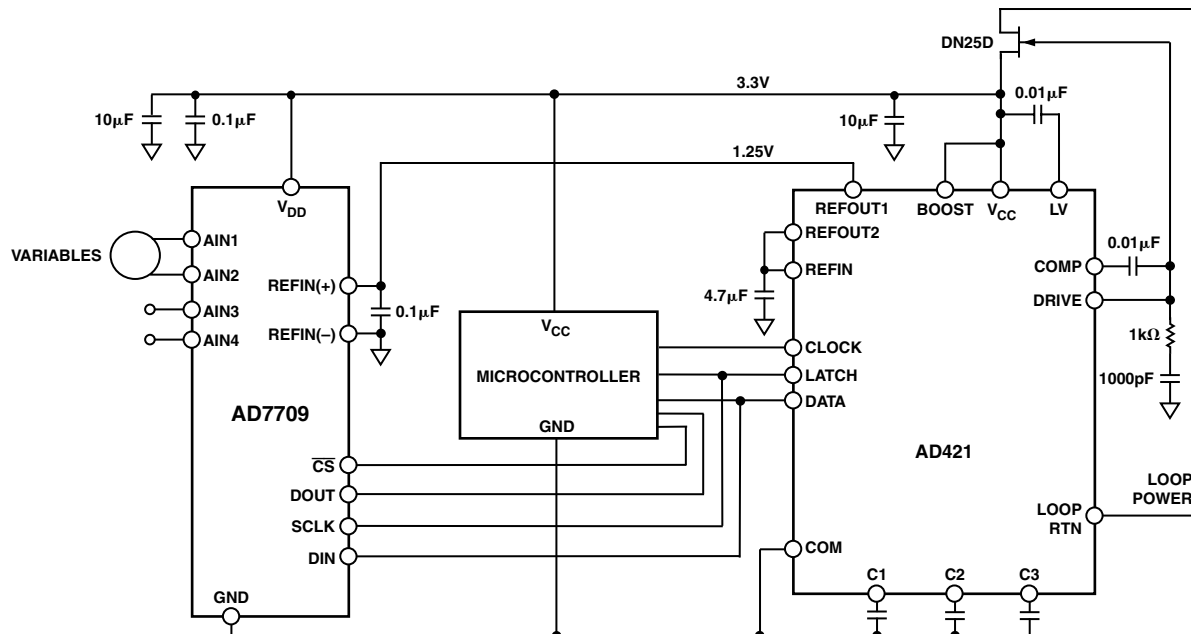 DN25D
3.3V
0.01µF
10µF
0.1µF
10µF
1.25V
VDD
REFOUT1
BOOST
VCC
LV
VARIABLES
AIN1
AIN2
AIN3
AIN4
REFIN(+)
REFIN(–)
0.1µF
REFOUT2
REFIN
4.7µF
COMP
0.01µF
DRIVE
1kΩ
1000pF
VCC
MICROCONTROLLER
GND
CLOCK
LATCH
DATA
AD7709
AD421
CS
DOUT
SCLK
DIN
GND
COM
LOOP
RTN
LOOP
POWER
C1
C2
C3